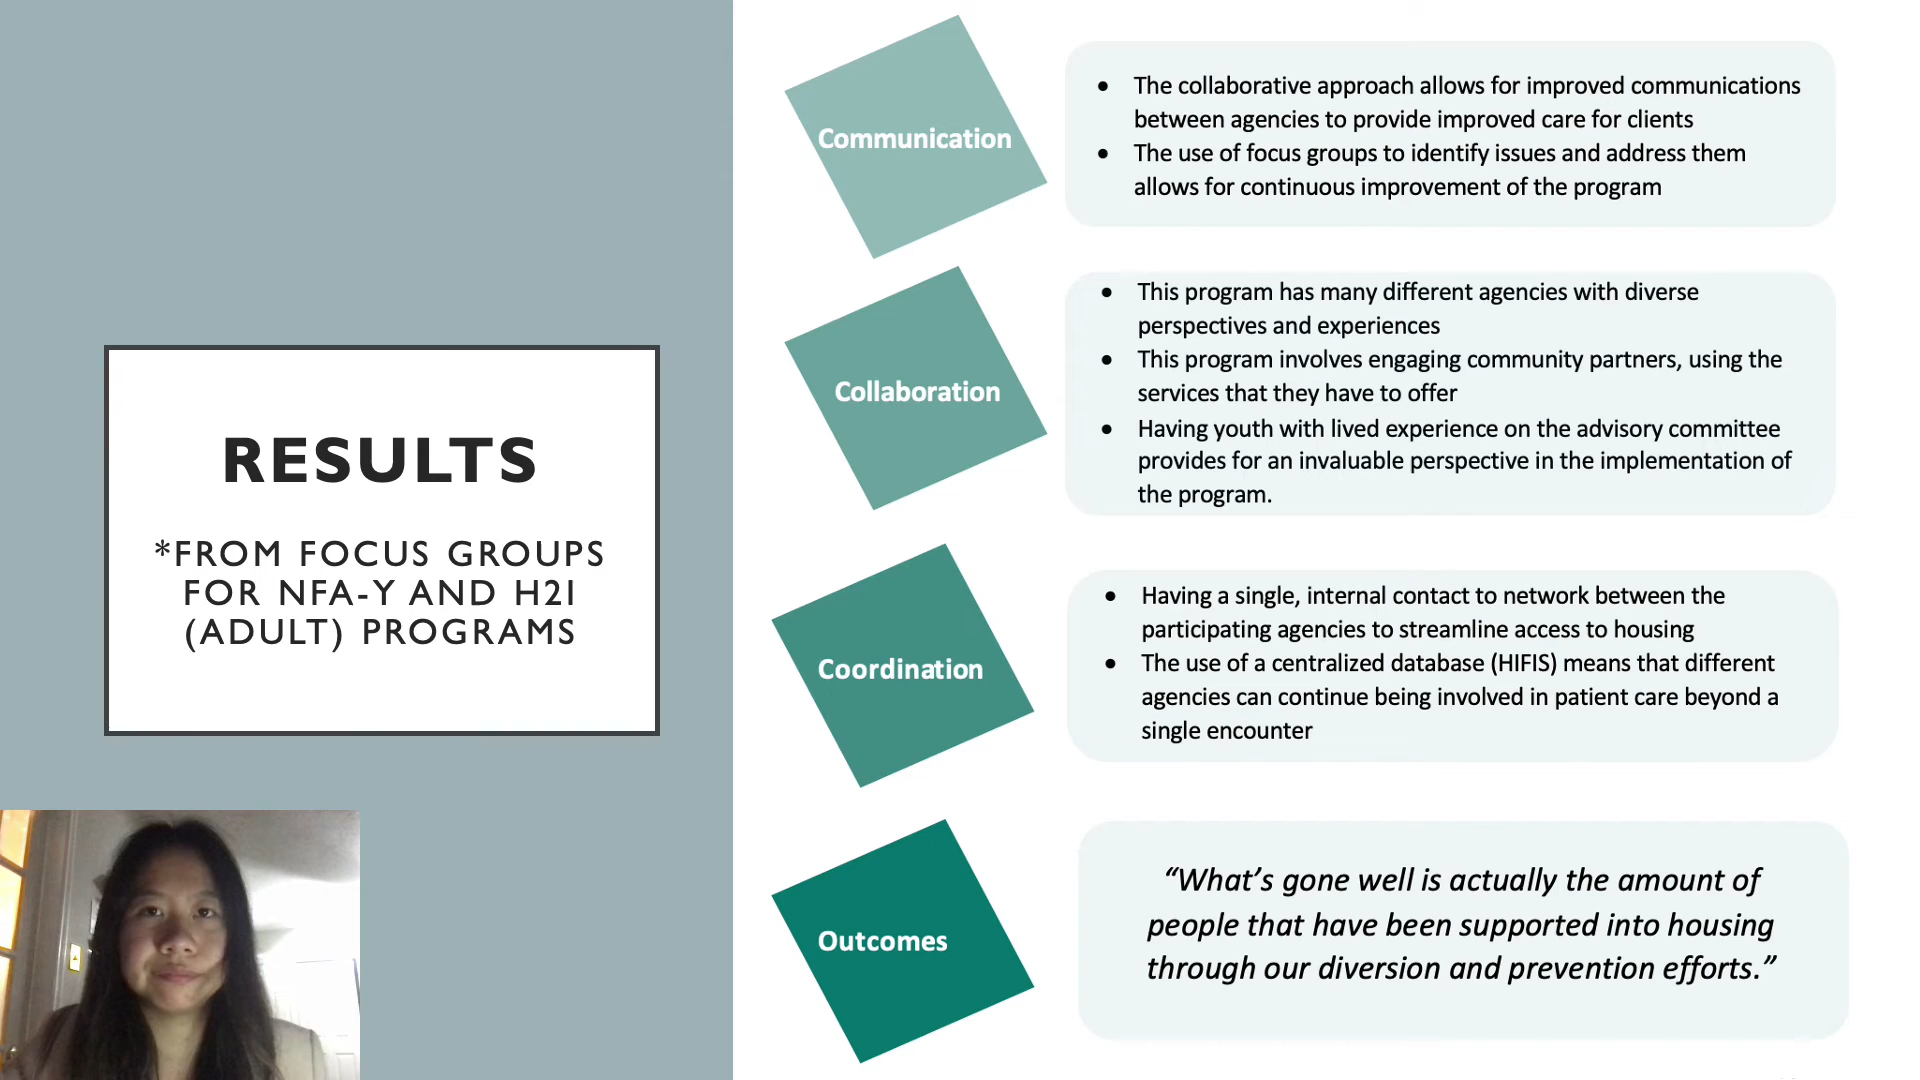 RESULTS
*FROM FOCUS GROUPS
FOR NFA-Y AND H2I
(ADULT) PROGRAMS
Communication
• The collaborative approach allows for improved communications
between agencies to provide improved care for clients
• The use of focus groups to identify issues and address them
allows for continuous improvement of the program
Collaboration
• This program has many different agencies with diverse
perspectives and experiences
• This program involves engaging community partners, using the
services that they have to offer
• Having youth with lived experience on the advisory committee
provides for an invaluable perspective in the implementation of
the program.
Coordination
• Having a single, internal contact to network between the
participating agencies to streamline access to housing
• The use of a centralized database (HIFIS) means that different
agencies can continue being involved in patient care beyond a
single encounter
Outcomes
“What’s gone well is actually the amount of
people that have been supported into housing
through our diversion and prevention efforts.”